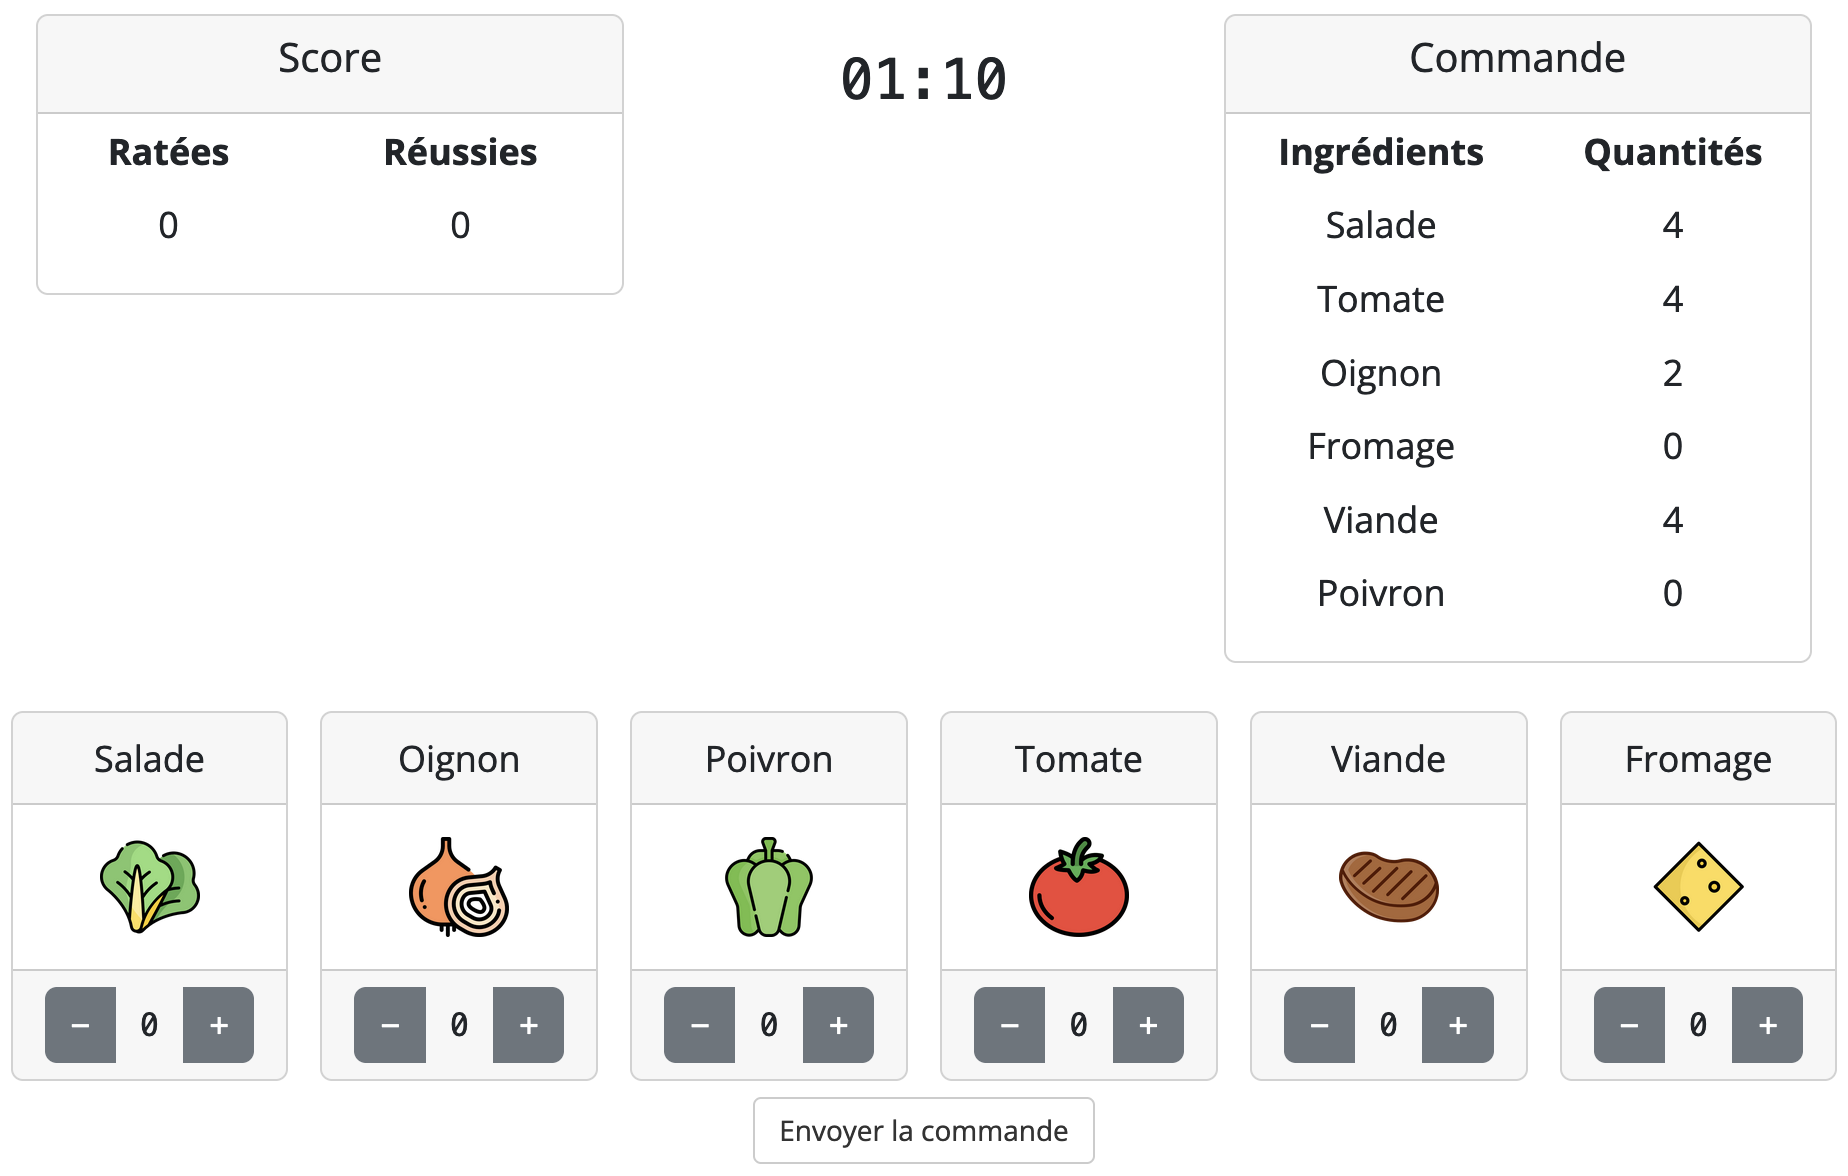 Score
Ratées Réussies
0 0
01:10
Commande
Ingrédients Quantités
Salade 4
Tomate 4
Oignon 2
Fromage 0
Viande 4
Poivron 0
Salade Oignon Poivron Tomate Viande Fromage
− 0 + − 0 + − 0 + − 0 + − 0 + − 0 +
Envoyer la commande